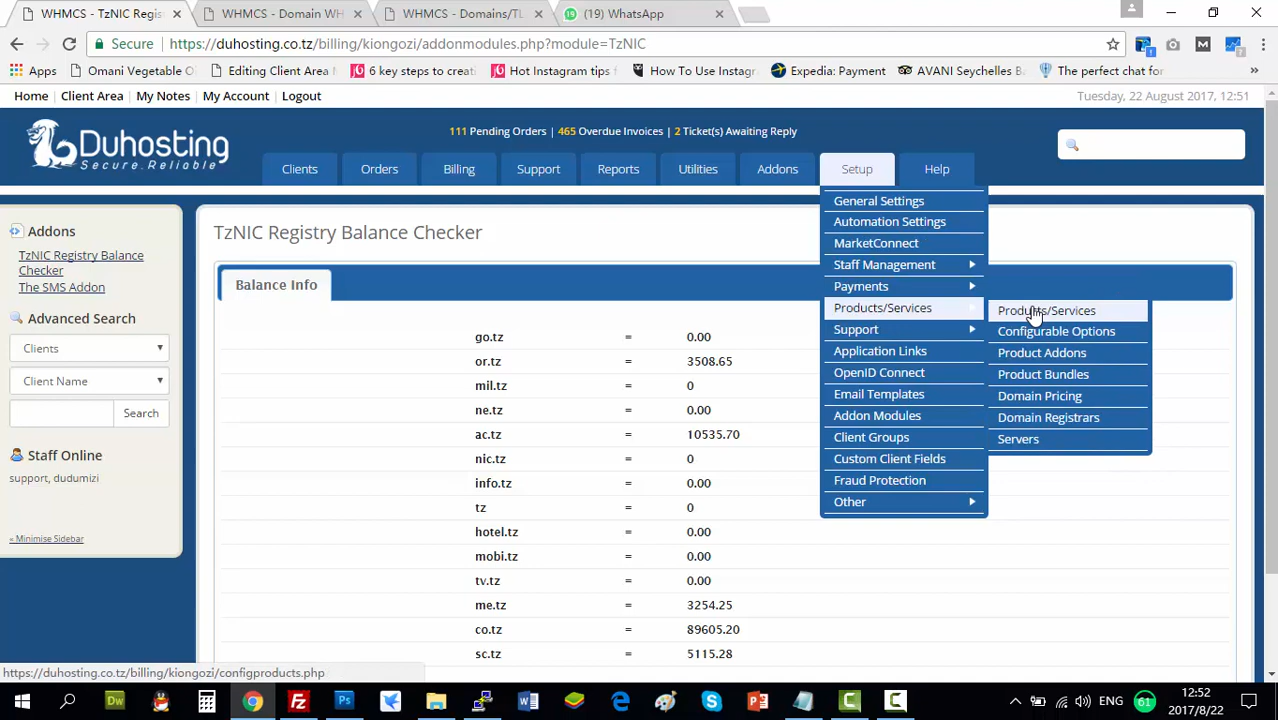 WHMCS - TzNIC Regis
WHMCS - Domain WH
WHMCS - Domains/TL
(19) WhatsApp
Secure
https://duhosting.co.tz/billing/kiongozi/addonmodules.php?module=TzNIC
Apps
Omani Vegetable O
Editing Client Area
6 key steps to creati
Hot Instagram tips f
How To Use Instag
Expedia: Payment
AVANI Seychelles Ba
The perfect chat for
Home
Client Area
My Notes
My Account
Logout
Tuesday, 22 August 2017, 12:51
Duhosting
Secure.Reliable
111 Pending Orders | 465 Overdue Invoices | 2 Ticket(s) Awaiting Reply
Clients
Orders
Billing
Support
Reports
Utilities
Addons
Setup
Help
General Settings
Automation Settings
MarketConnect
Staff Management
Payments
Products/Services
Support
Application Links
OpenID Connect
Email Templates
Addon Modules
Client Groups
Custom Client Fields
Fraud Protection
Other
Products/Services
Configurable Options
Product Addons
Product Bundles
Domain Pricing
Domain Registrars
Servers
Addons
TzNIC Registry Balance
Checker
The SMS Addon
Advanced Search
Clients
Client Name
Search
Staff Online
support, dudumizi
« Minimise Sidebar
TzNIC Registry Balance Checker
Balance Info
go.tz = 0.00
or.tz = 3508.65
mil.tz = 0
ne.tz = 0.00
ac.tz = 10535.70
nic.tz = 0
info.tz = 0.00
tz = 0
hotel.tz = 0.00
mobi.tz = 0.00
tv.tz = 0.00
me.tz = 3254.25
co.tz = 89605.20
sc.tz = 5115.28
https://duhosting.co.tz/billing/kiongozi/configproducts.php
ENG
61
12:52
2017/8/22